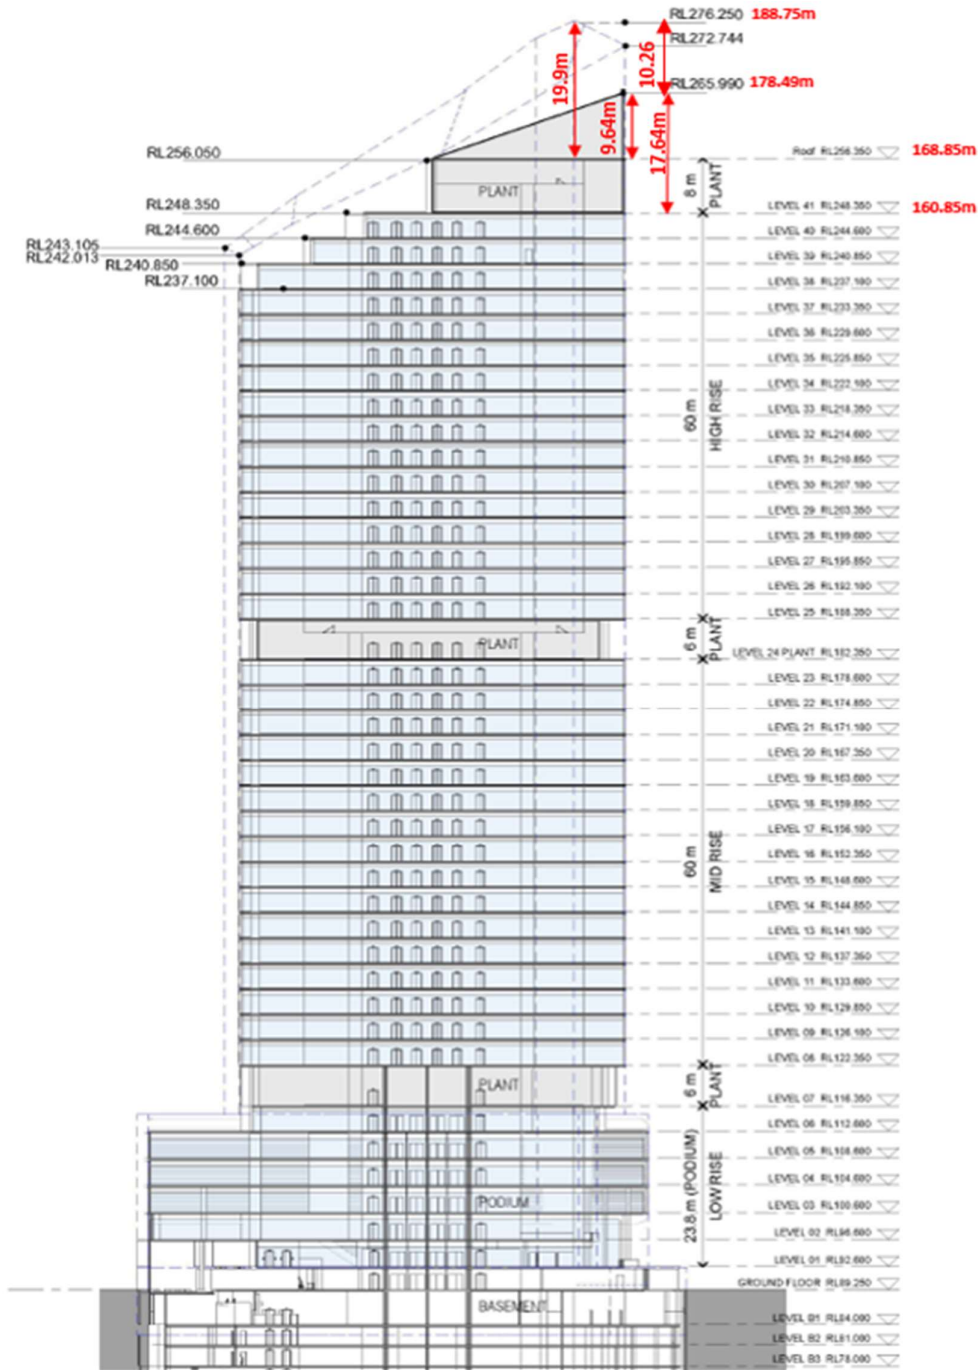 RL276.250 188.75m
RL272.744
10.26
19.9m
RL265.990 178.49m
9.64m
17.64m
RL256.050
Roof RL256.350 168.85m
PLANT
8 m
PLANT
RL248.350
LEVEL 41 RL248.350 160.85m
RL244.600
LEVEL 40 RL244.600
RL243.105
RL242.013
LEVEL 39 RL240.850
RL240.850
RL237.100
LEVEL 38 RL237.100
LEVEL 37 RL233.350
LEVEL 36 RL229.600
LEVEL 35 RL225.850
LEVEL 34 RL222.100
LEVEL 33 RL218.350
60 m
HIGH RISE
LEVEL 32 RL214.600
LEVEL 31 RL210.850
LEVEL 30 RL207.100
LEVEL 29 RL203.350
LEVEL 28 RL199.600
LEVEL 27 RL195.850
LEVEL 26 RL192.100
LEVEL 25 RL188.350
PLANT
6 m
PLANT
LEVEL 24 PLANT RL182.350
LEVEL 23 RL178.600
LEVEL 22 RL174.850
LEVEL 21 RL171.100
LEVEL 20 RL167.350
LEVEL 19 RL163.600
LEVEL 18 RL159.850
LEVEL 17 RL156.100
60 m
MID RISE
LEVEL 16 RL152.350
LEVEL 15 RL148.600
LEVEL 14 RL144.850
LEVEL 13 RL141.100
LEVEL 12 RL137.350
LEVEL 11 RL133.600
LEVEL 10 RL129.850
LEVEL 09 RL126.100
LEVEL 08 RL122.350
PLANT
6 m
PLANT
LEVEL 07 RL116.350
LEVEL 06 RL112.600
LEVEL 05 RL108.600
LEVEL 04 RL104.600
23.8 m (PODIUM)
LOW RISE
PODIUM
LEVEL 03 RL100.600
LEVEL 02 RL96.600
LEVEL 01 RL92.600
GROUND FLOOR RL89.250
BASEMENT
LEVEL B1 RL84.000
LEVEL B2 RL81.000
LEVEL B3 RL78.000